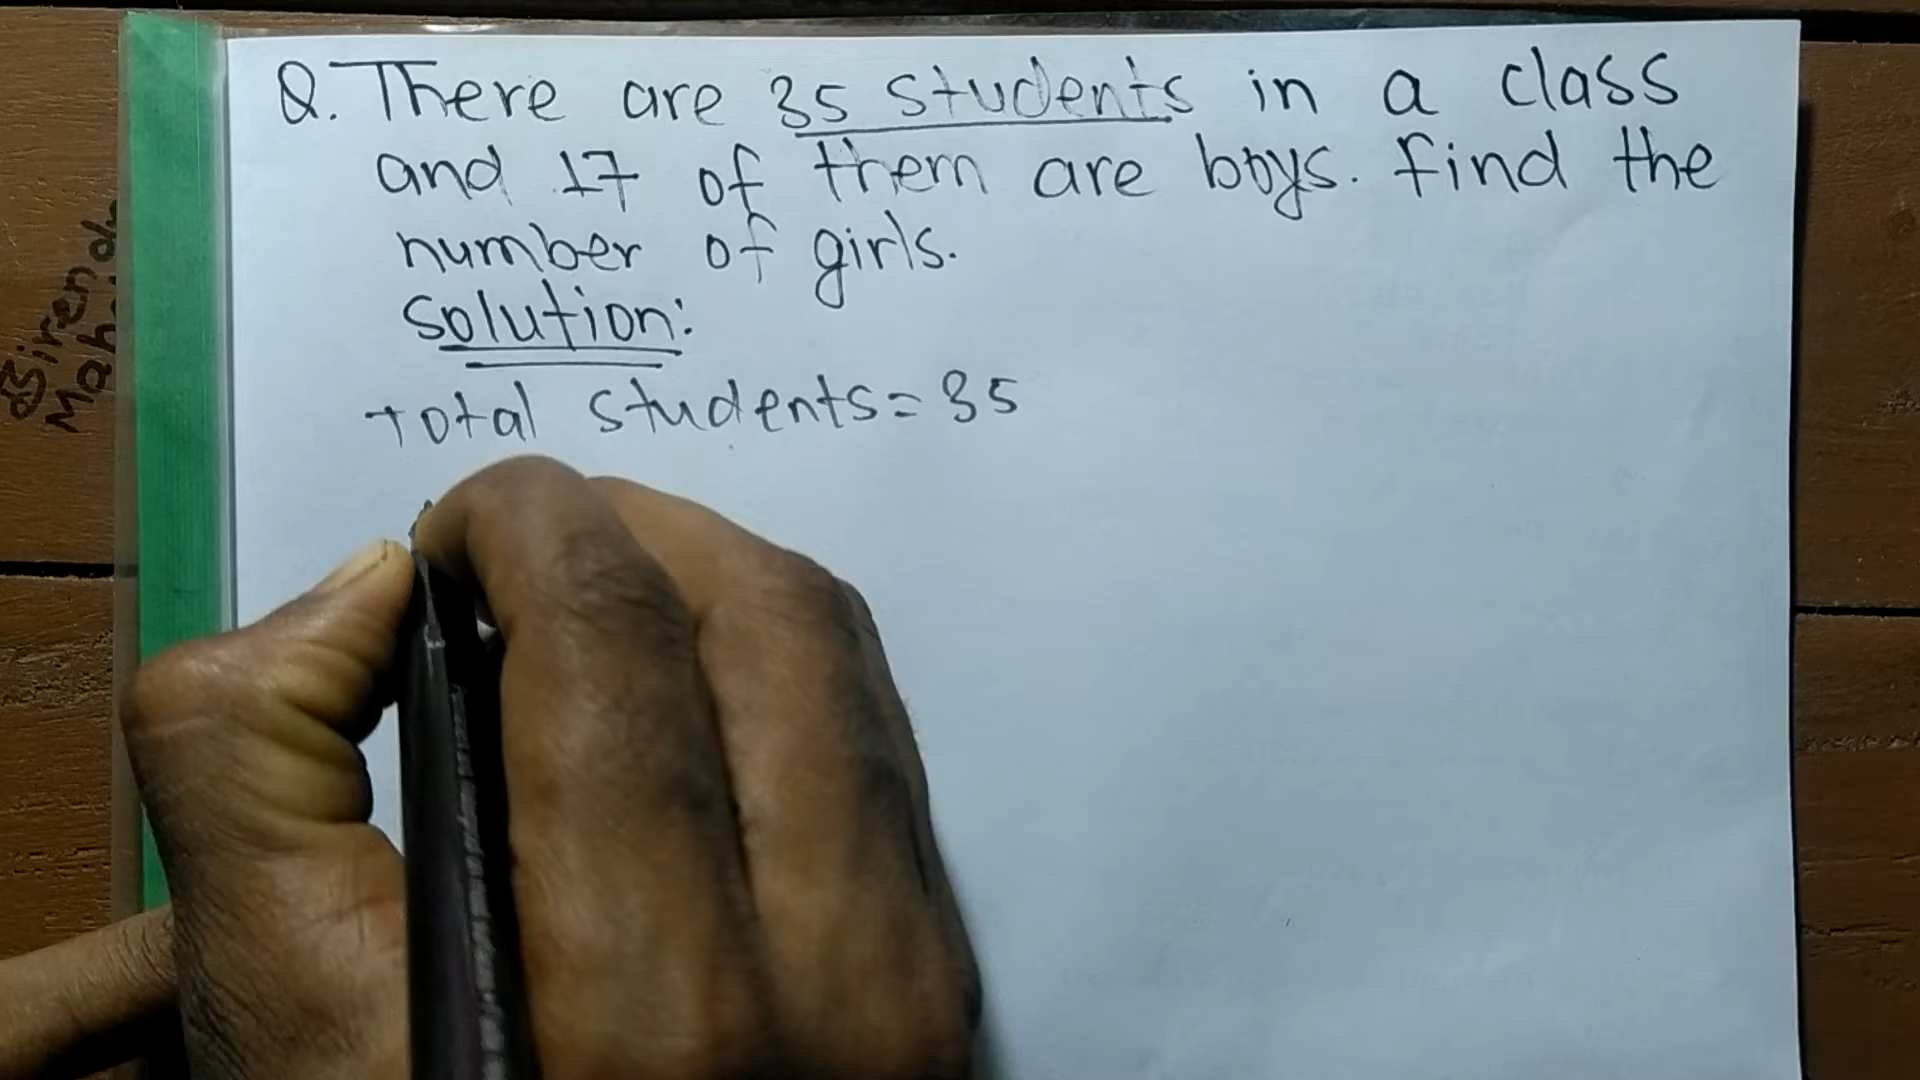 Q. There are 35 students in a class
and 17 of them are boys. Find the
number of girls.
Solution:
Total students = 35